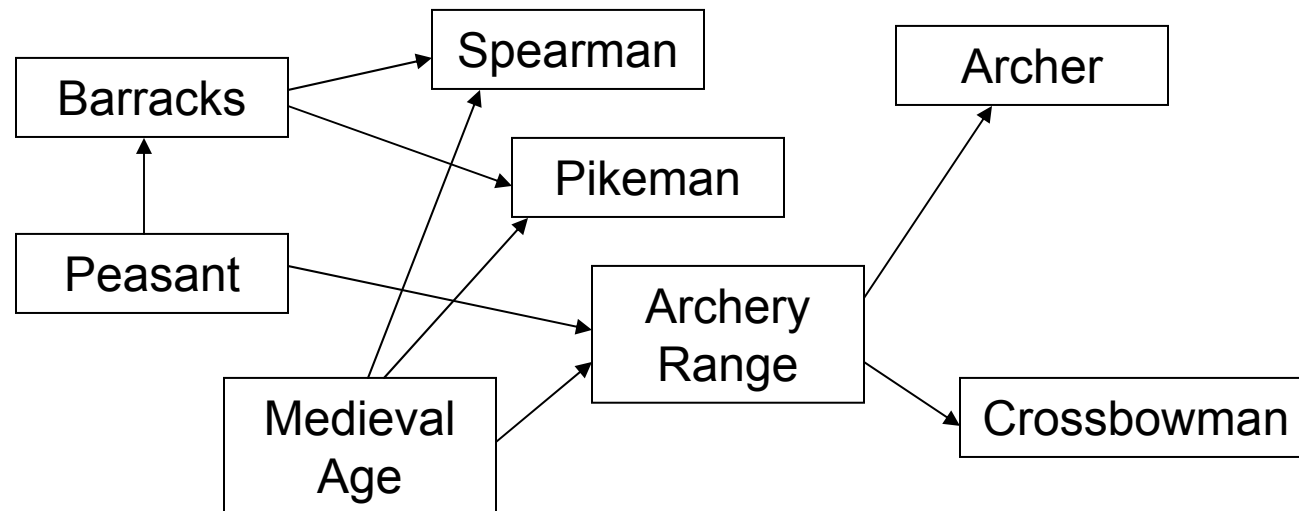 Spearman
Archer
Barracks
Pikeman
Peasant
Archery
Range
Medieval
Age
Crossbowman